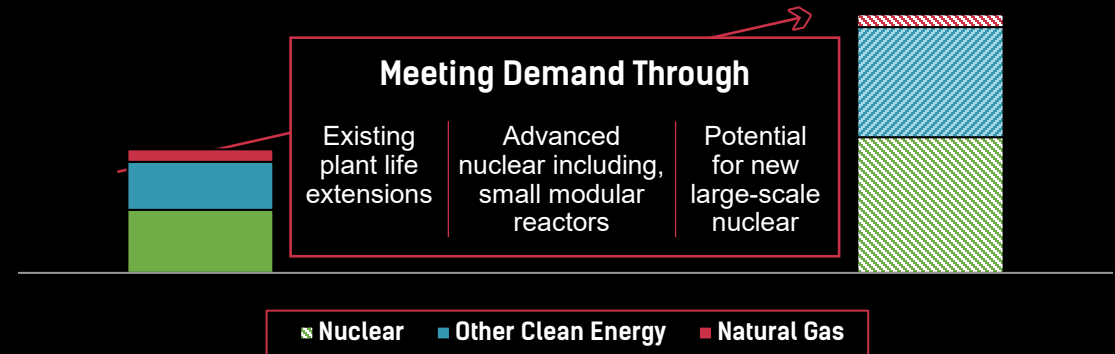 Meeting Demand Through
Existing
plant life
extensions
Advanced
nuclear including,
small modular
reactors
Potential
for new
large-scale
nuclear
Nuclear
Other Clean Energy
Natural Gas